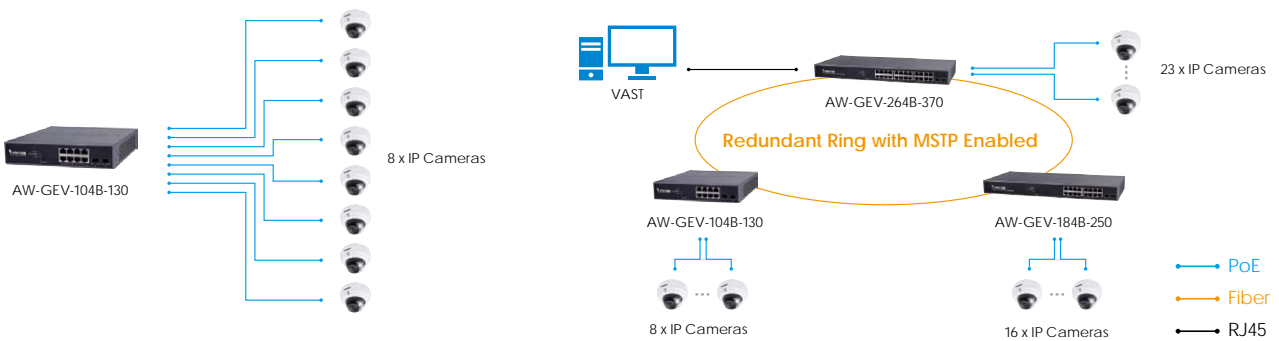 8 x IP Cameras
AW-GEV-104B-130
VAST
AW-GEV-264B-370
23 x IP Cameras
Redundant Ring with MSTP Enabled
AW-GEV-104B-130
AW-GEV-184B-250
8 x IP Cameras
16 x IP Cameras
PoE
Fiber
RJ45